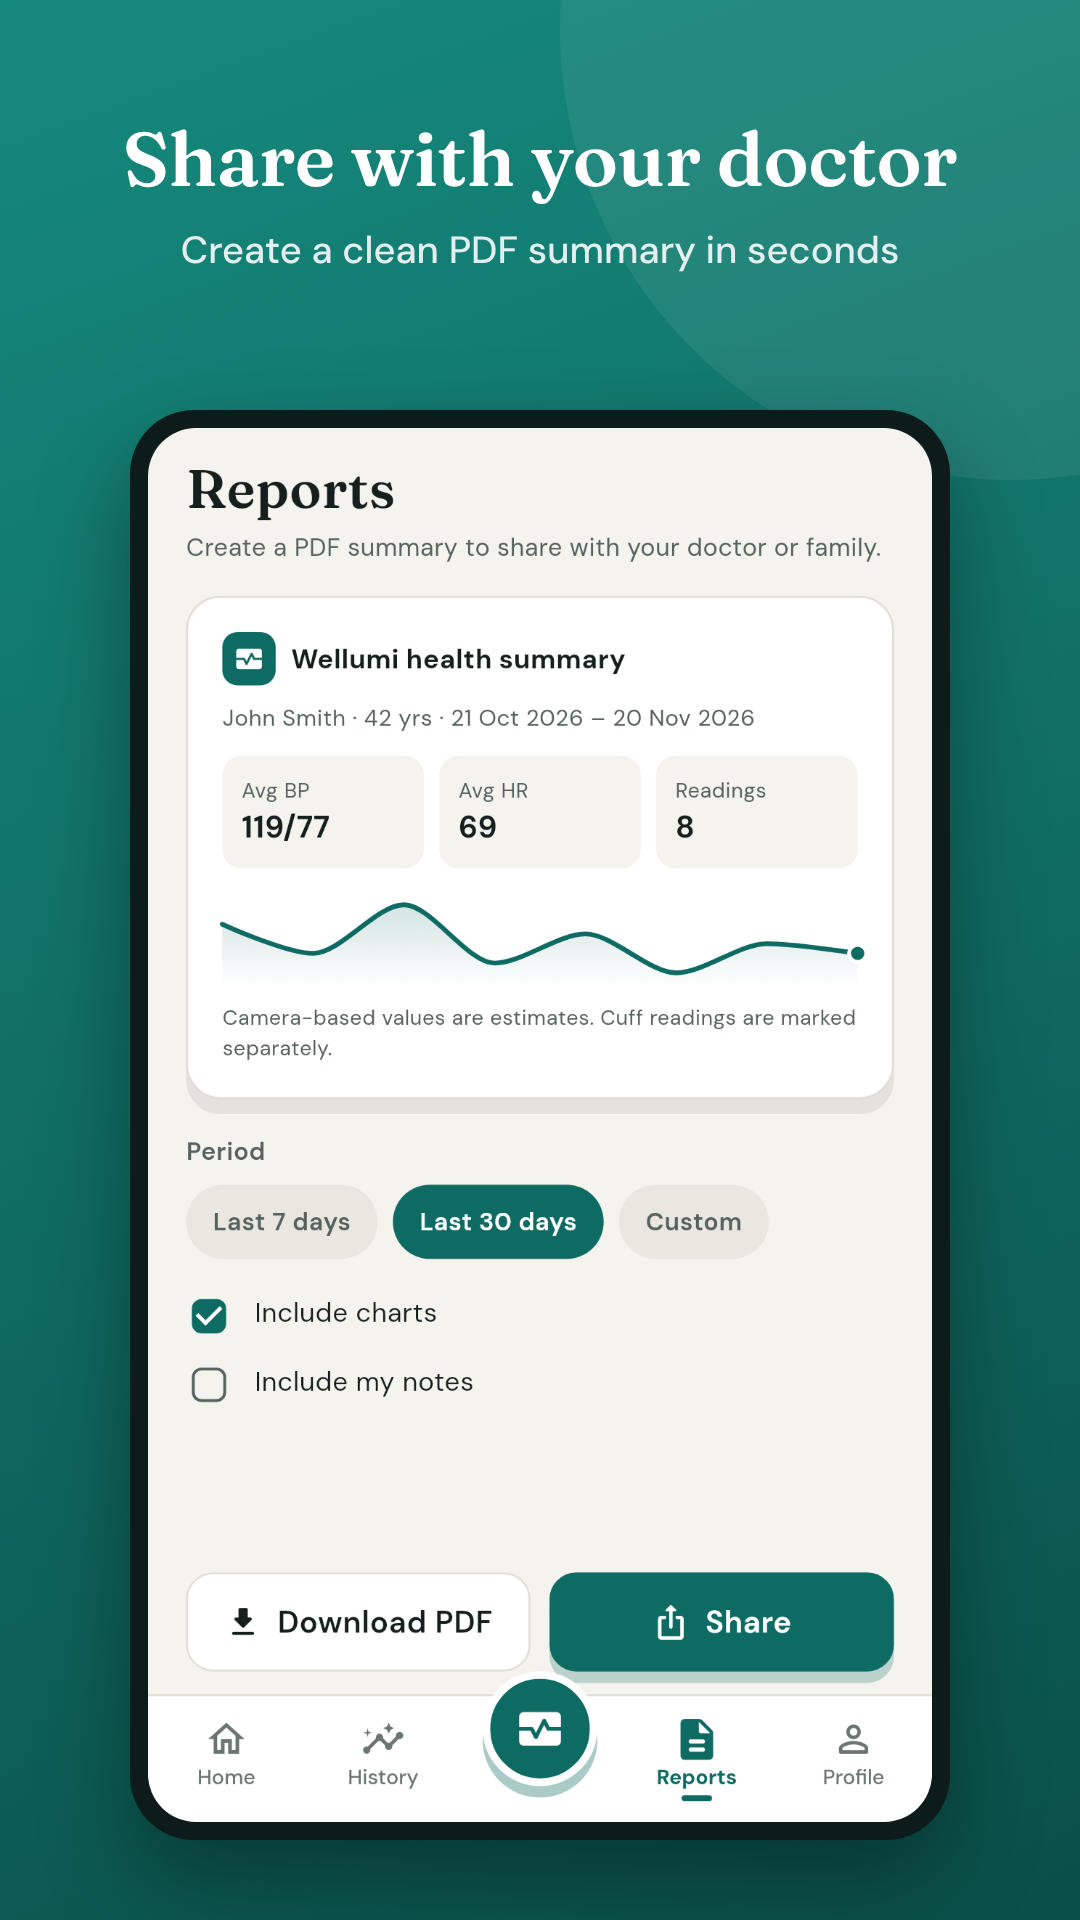 Share with your doctor
Create a clean PDF summary in seconds
Reports
Create a PDF summary to share with your doctor or family.
Wellumi health summary
John Smith · 42 yrs · 21 Oct 2026 – 20 Nov 2026
Avg BP
119/77
Avg HR
69
Readings
8
Camera-based values are estimates. Cuff readings are marked
separately.
Period
Last 7 days
Last 30 days
Custom
Include charts
Include my notes
Download PDF
Share
Home
History
Reports
Profile